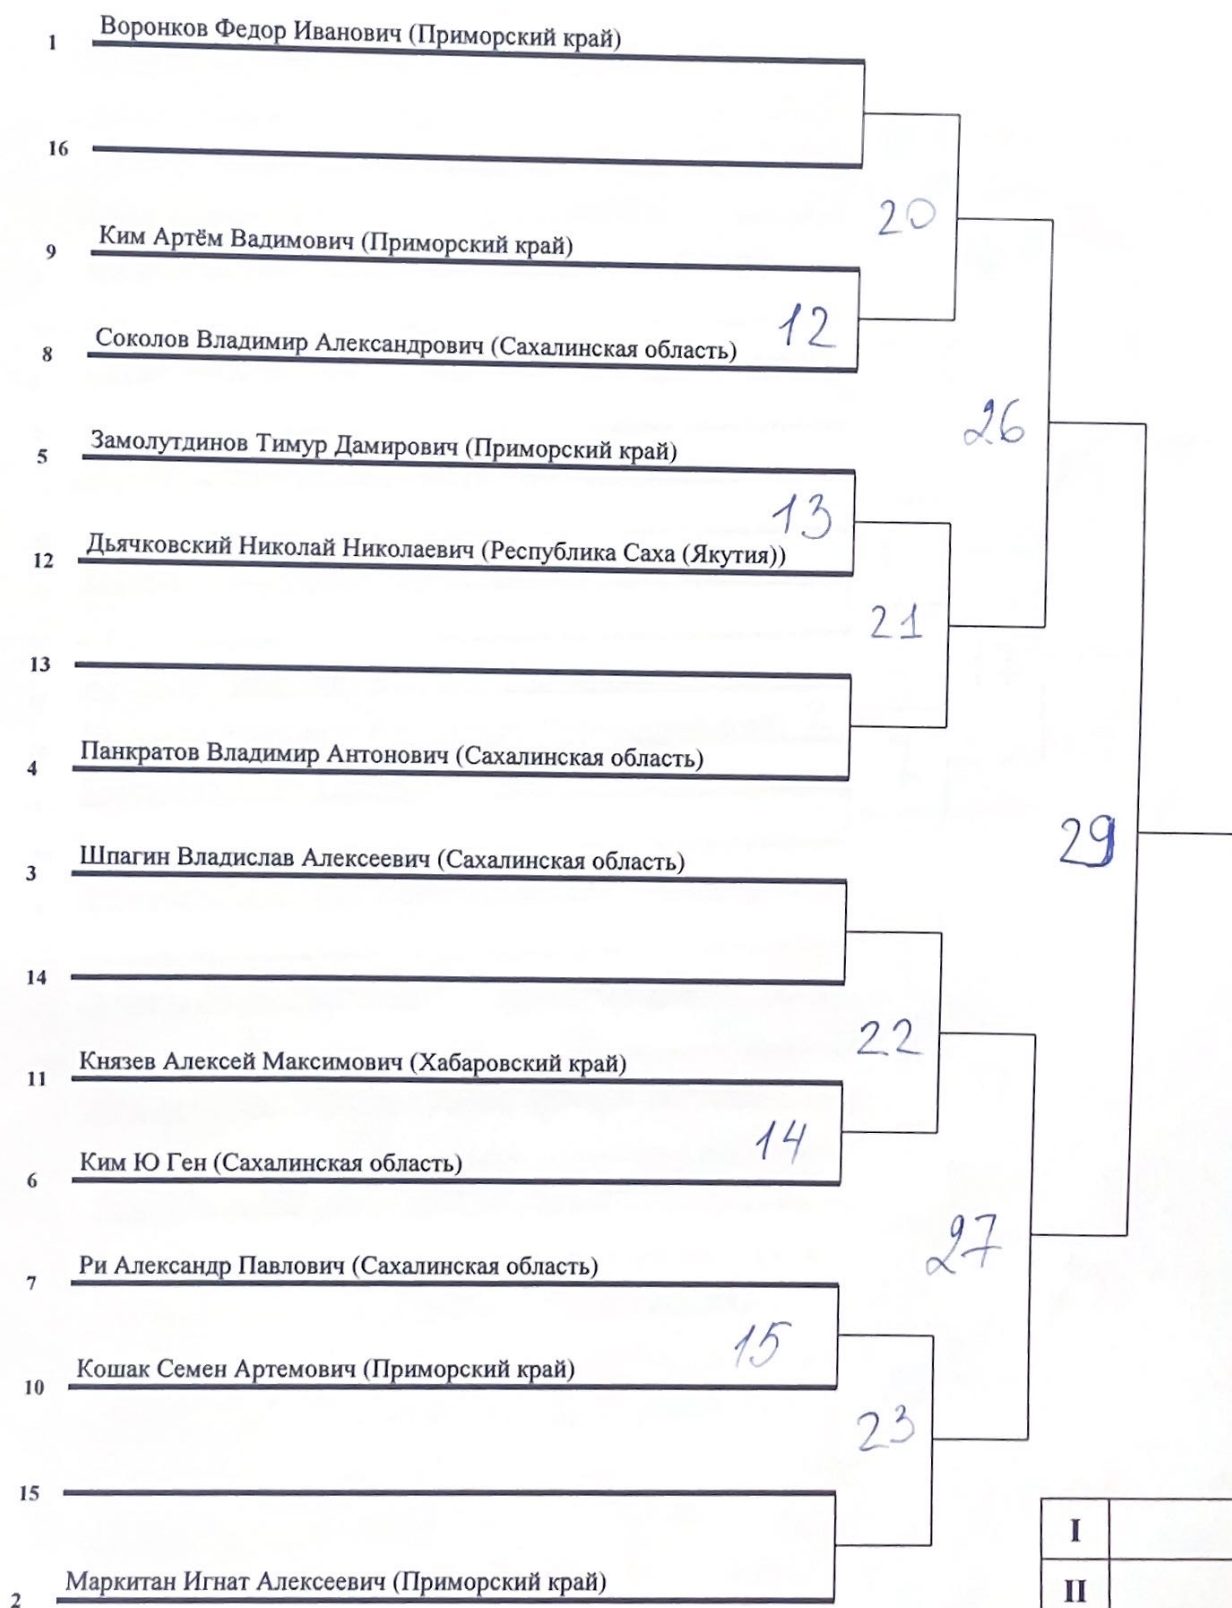 1 Воронков Федор Иванович (Приморский край)
16
20
9 Ким Артём Вадимович (Приморский край)
12
8 Соколов Владимир Александрович (Сахалинская область)
26
5 Замолутдинов Тимур Дамирович (Приморский край)
13
12 Дьячковский Николай Николаевич (Республика Саха (Якутия))
21
13
4 Панкратов Владимир Антонович (Сахалинская область)
29
3 Шпагин Владислав Алексеевич (Сахалинская область)
14
22
11 Князев Алексей Максимович (Хабаровский край)
14
6 Ким Ю Ген (Сахалинская область)
27
7 Ри Александр Павлович (Сахалинская область)
15
10 Кошак Семен Артемович (Приморский край)
23
15
I
2 Маркитан Игнат Алексеевич (Приморский край)
II